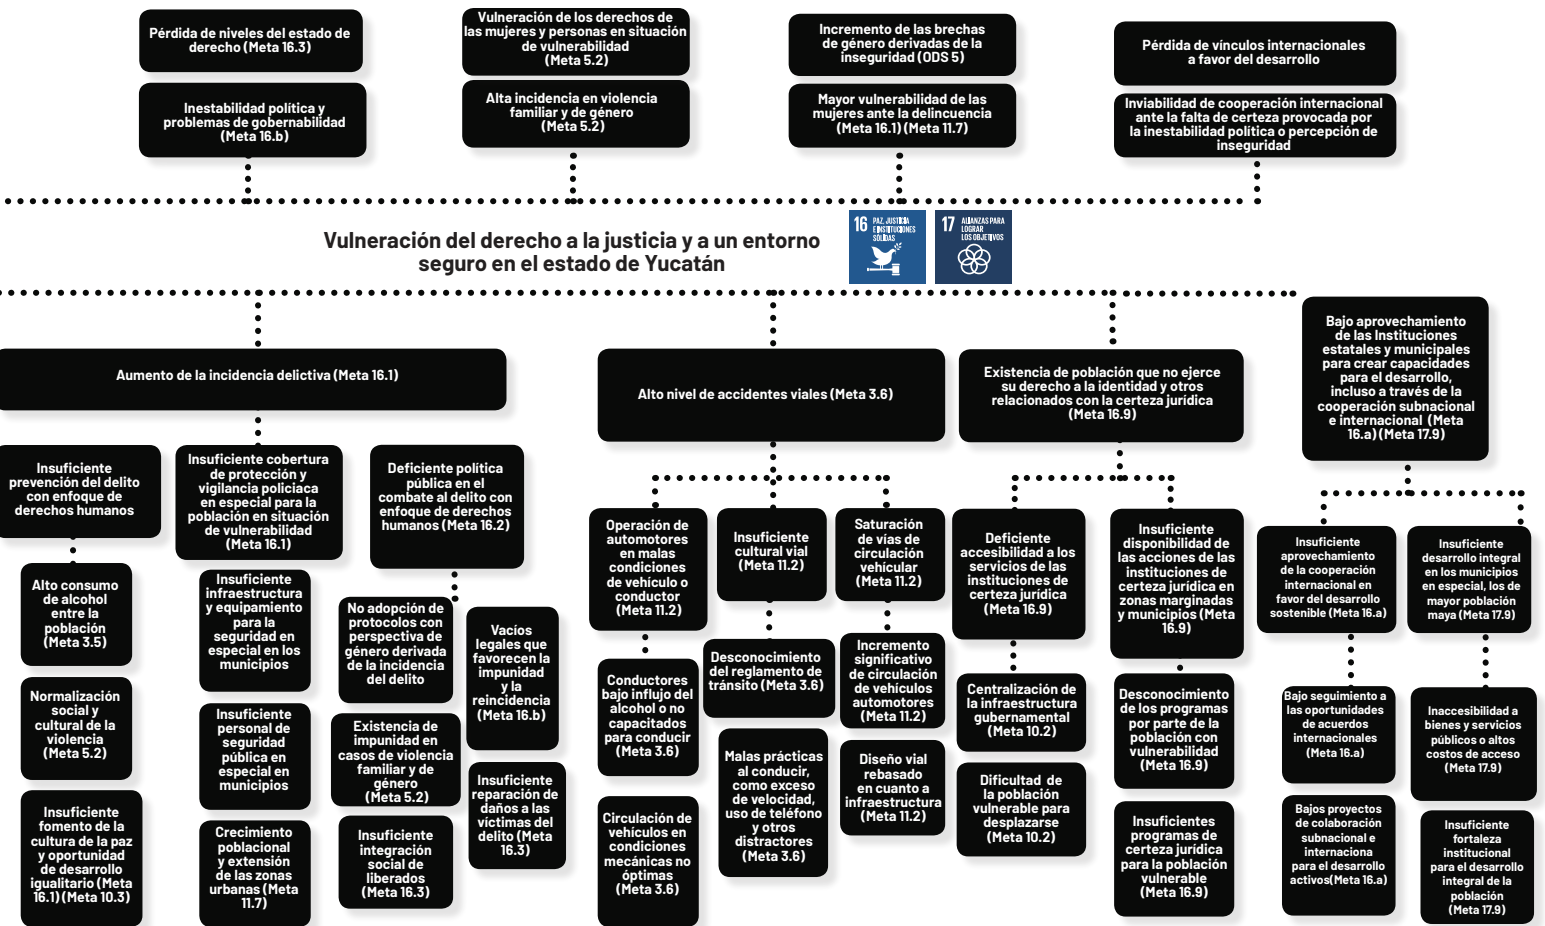 Pérdida de niveles del estado de
derecho (Meta 16.3)
Inestabilidad política y
problemas de gobernabilidad
(Meta 16.b)
Vulneración de los derechos de
las mujeres y personas en situación
de vulnerabilidad
(Meta 5.2)
Alta incidencia en violencia
familiar y de género
(Meta 5.2)
Incremento de las brechas
de género derivadas de la
inseguridad (ODS 5)
Mayor vulnerabilidad de las
mujeres ante la delincuencia
(Meta 16.1) (Meta 11.7)
Pérdida de vínculos internacionales
a favor del desarrollo
Inviabilidad de cooperación internacional
ante la falta de certeza provocada por
la inestabilidad política o percepción de
inseguridad
Vulneración del derecho a la justicia y a un entorno
seguro en el estado de Yucatán
16 PAZ, JUSTICIA
E INSTITUCIONES
SÓLIDAS
17 ALIANZAS PARA
LOGRAR
LOS OBJETIVOS
Aumento de la incidencia delictiva (Meta 16.1)
Alto nivel de accidentes viales (Meta 3.6)
Existencia de población que no ejerce
su derecho a la identidad y otros
relacionados con la certeza jurídica
(Meta 16.9)
Bajo aprovechamiento
de las Instituciones
estatales y municipales
para crear capacidades
para el desarrollo,
incluso a través de la
cooperación subnacional
e internacional (Meta
16.a) (Meta 17.9)
Insuficiente
prevención del delito
con enfoque de
derechos humanos
Alto consumo
de alcohol
entre la
población
(Meta 3.5)
Normalización
social y
cultural de la
violencia
(Meta 5.2)
Insuficiente
fomento de la
cultura de la paz
y oportunidad
de desarrollo
igualitario (Meta
16.1) (Meta 10.3)
Insuficiente cobertura
de protección y
vigilancia policiaca
en especial para la
población en situación
de vulnerabilidad
(Meta 16.1)
Insuficiente
infraestructura
y equipamiento
para la
seguridad en
especial en los
municipios
Insuficiente
personal de
seguridad
pública en
especial en
municipios
Crecimiento
poblacional
y extensión
de las zonas
urbanas (Meta
11.7)
Deficiente política
pública en el
combate al delito con
enfoque de derechos
humanos (Meta 16.2)
No adopción de
protocolos con
perspectiva de
género derivada
de la incidencia
del delito
Existencia de
impunidad en
casos de violencia
familiar y de
género
(Meta 5.2)
Insuficiente
integración
social de
liberados
(Meta 16.3)
Vacíos
legales que
favorecen la
impunidad
y la
reincidencia
(Meta 16.b)
Insuficiente
reparación de
daños a las
víctimas del
delito (Meta
16.3)
Operación de
automotores
en malas
condiciones
de vehículo o
conductor
(Meta 11.2)
Conductores
bajo influjo del
alcohol o no
capacitados
para conducir
(Meta 3.6)
Circulación de
vehículos en
condiciones
mecánicas no
óptimas
(Meta 3.6)
Insuficiente
cultural vial
(Meta 11.2)
Desconocimiento
del reglamento de
tránsito (Meta 3.6)
Malas prácticas
al conducir,
como exceso
de velocidad,
uso de teléfono
y otros
distractores
(Meta 3.6)
Saturación
de vías de
circulación
vehícular
(Meta 11.2)
Incremento
significativo
de circulación
de vehículos
automotores
(Meta 11.2)
Diseño vial
rebasado
en cuanto a
infraestructura
(Meta 11.2)
Deficiente
accesibilidad a los
servicios de las
instituciones de
certeza jurídica
(Meta 16.9)
Centralización de
la infraestructura
gubernamental
(Meta 10.2)
Dificultad de
la población
vulnerable para
desplazarse
(Meta 10.2)
Insuficiente
disponibilidad de
las acciones de las
instituciones de
certeza jurídica en
zonas marginadas
y municipios (Meta
16.9)
Desconocimiento
de los programas
por parte de la
población con
vulnerabilidad
(Meta 16.9)
Insuficientes
programas de
certeza jurídica
para la población
vulnerable
(Meta 16.9)
Insuficiente
aprovechamiento
de la cooperación
internacional en
favor del desarrollo
sostenible (Meta 16.a)
Bajo seguimiento a
las oportunidades
de acuerdos
internacionales
(Meta 16.a)
Bajos proyectos
de colaboración
subnacional e
internaciona
para el desarrollo
activos(Meta 16.a)
Insuficiente
desarrollo integral
en los municipios
en especial, los de
mayor población
maya (Meta 17.9)
Inaccesibilidad a
bienes y servicios
públicos o altos
costos de acceso
(Meta 17.9)
Insuficiente
fortaleza
institucional
para el desarrollo
integral de la
población
(Meta 17.9)